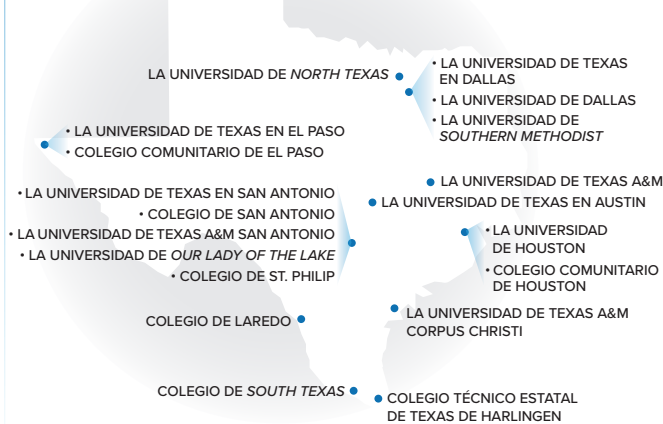 LA UNIVERSIDAD DE NORTH TEXAS
• LA UNIVERSIDAD DE TEXAS
EN DALLAS
• LA UNIVERSIDAD DE DALLAS
• LA UNIVERSIDAD DE
SOUTHERN METHODIST
• LA UNIVERSIDAD DE TEXAS EN EL PASO
• COLEGIO COMUNITARIO DE EL PASO
• LA UNIVERSIDAD DE TEXAS EN SAN ANTONIO
• COLEGIO DE SAN ANTONIO
• LA UNIVERSIDAD DE TEXAS A&M SAN ANTONIO
• LA UNIVERSIDAD DE OUR LADY OF THE LAKE
• COLEGIO DE ST. PHILIP
LA UNIVERSIDAD DE TEXAS A&M
LA UNIVERSIDAD DE TEXAS EN AUSTIN
• LA UNIVERSIDAD
DE HOUSTON
• COLEGIO COMUNITARIO
DE HOUSTON
COLEGIO DE LAREDO
LA UNIVERSIDAD DE TEXAS A&M
CORPUS CHRISTI
COLEGIO DE SOUTH TEXAS
COLEGIO TÉCNICO ESTATAL
DE TEXAS DE HARLINGEN